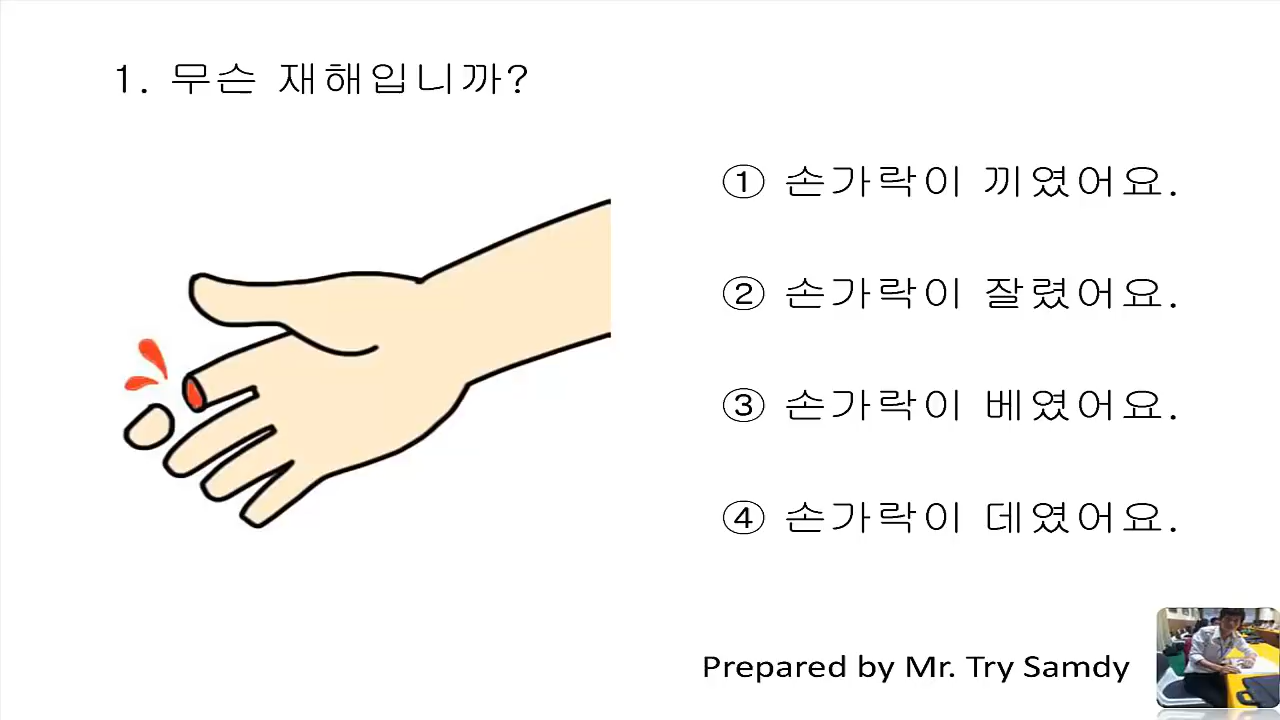 1. 무슨 재해입니까?
① 손가락이 끼였어요.
② 손가락이 잘렸어요.
③ 손가락이 베였어요.
④ 손가락이 데였어요.
Prepared by Mr. Try Samdy